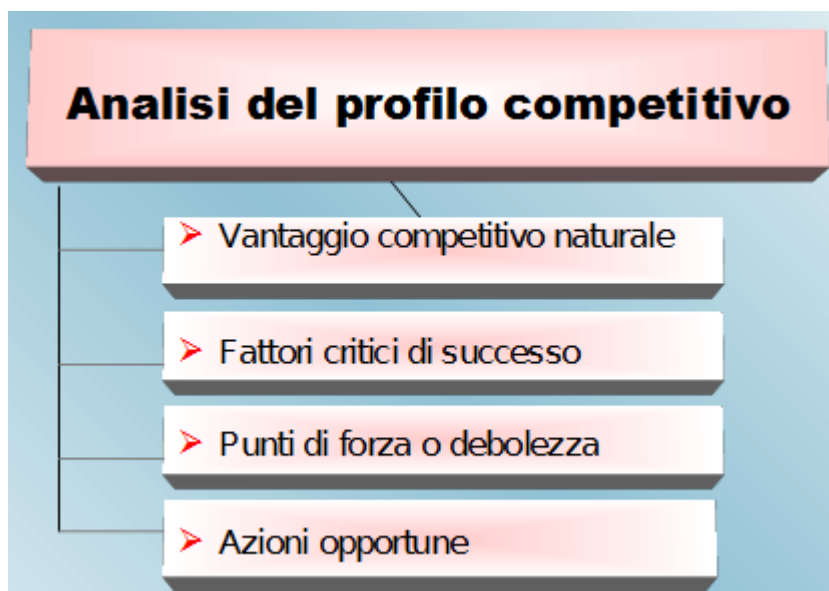 Analisi del profilo competitivo
Vantaggio competitivo naturale
Fattori critici di successo
Punti di forza o debolezza
Azioni opportune